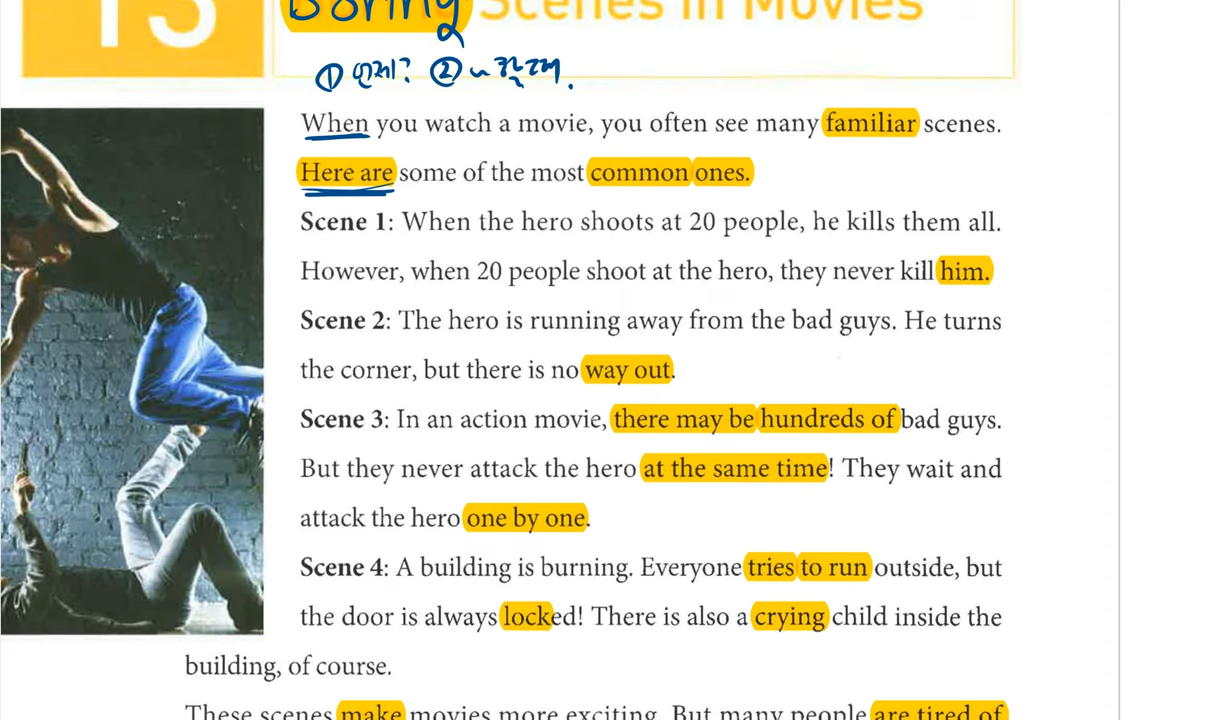 13
Boring Scenes in Movies
① 언제? ② ~할 때.
When you watch a movie, you often see many familiar scenes.
Here are some of the most common ones.
Scene 1: When the hero shoots at 20 people, he kills them all.
However, when 20 people shoot at the hero, they never kill him.
Scene 2: The hero is running away from the bad guys. He turns
the corner, but there is no way out.
Scene 3: In an action movie, there may be hundreds of bad guys.
But they never attack the hero at the same time! They wait and
attack the hero one by one.
Scene 4: A building is burning. Everyone tries to run outside, but
the door is always locked! There is also a crying child inside the
building, of course.
These scenes make movies more exciting. But many people are tired of